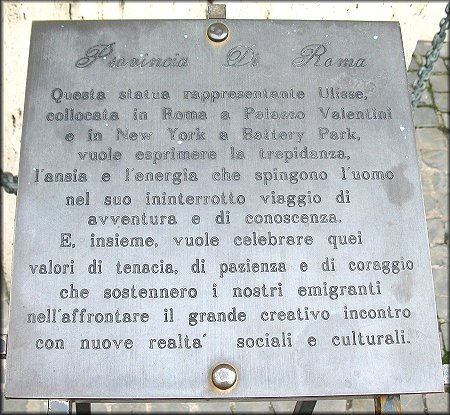 Provincia Di Roma
Questa statua rappresentante Ulisse,
collocata in Roma a Palazzo Valentini
e in New York a Battery Park,
vuole esprimere la trepidanza,
l'ansia e l'energia che spingono l'uomo
nel suo ininterrotto viaggio di
avventura e di conoscenza.
E, insieme, vuole celebrare quei
valori di tenacia, di pazienza e di coraggio
che sostennero i nostri emigranti
nell'affrontare il grande creativo incontro
con nuove realta' sociali e culturali.